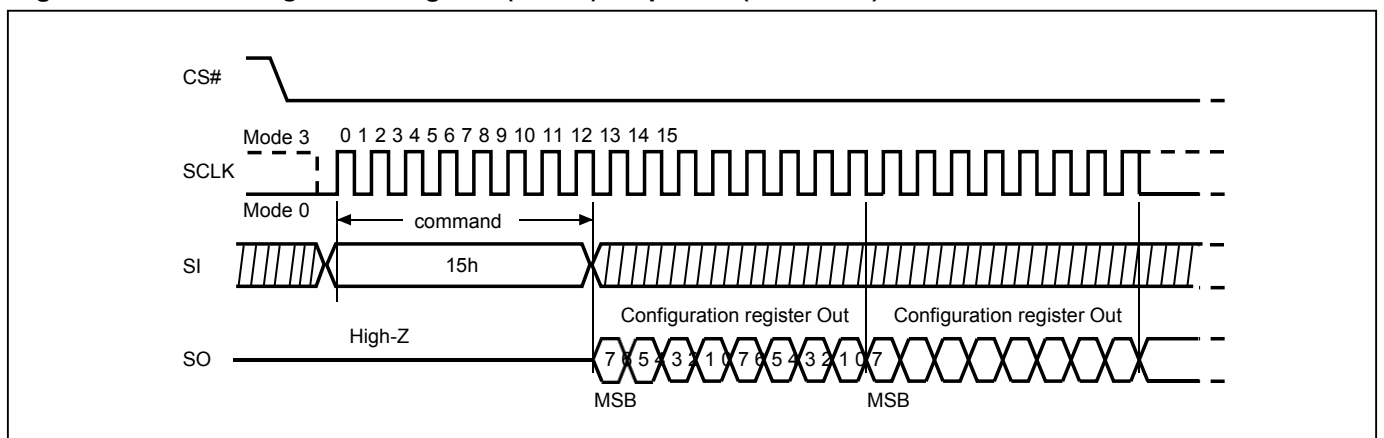 CS#
Mode 3 0 1 2 3 4 5 6 7 8 9 10 11 12 13 14 15
SCLK
Mode 0
command
SI 15h
Configuration register Out Configuration register Out
High-Z
SO 7 6 5 4 3 2 1 0 7 6 5 4 3 2 1 0 7
MSB MSB